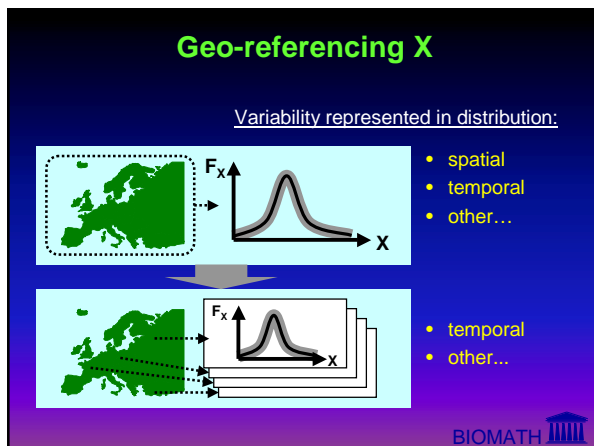 Geo-referencing X
Variability represented in distribution:
F_X
X
• spatial
• temporal
• other…
F_X
X
• temporal
• other...
BIOMATH